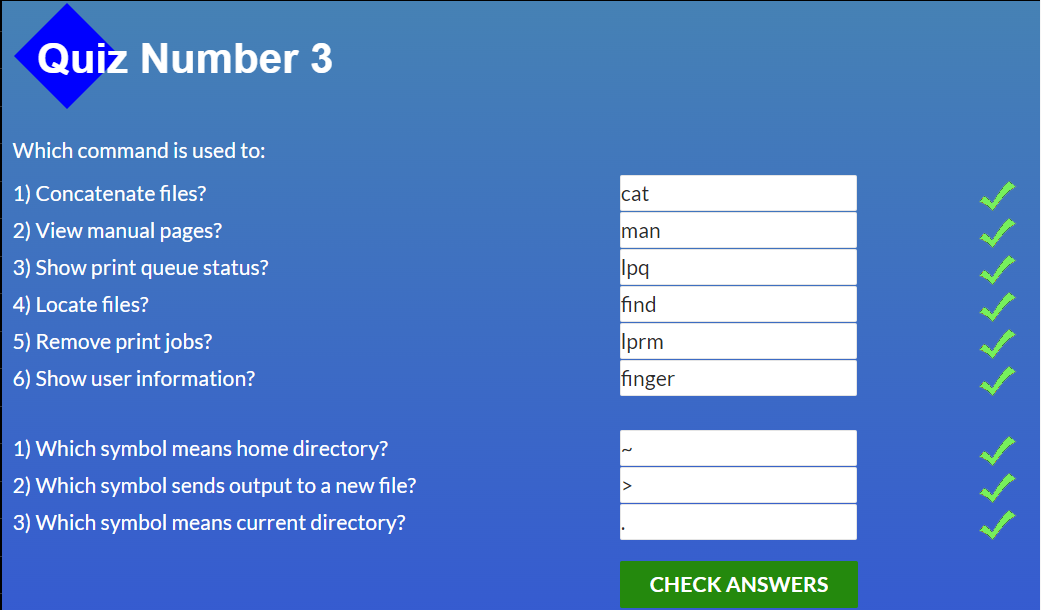 Quiz Number 3
Which command is used to:
1) Concatenate files? cat
2) View manual pages? man
3) Show print queue status? lpq
4) Locate files? find
5) Remove print jobs? lprm
6) Show user information? finger
1) Which symbol means home directory? ~
2) Which symbol sends output to a new file? >
3) Which symbol means current directory? .
CHECK ANSWERS